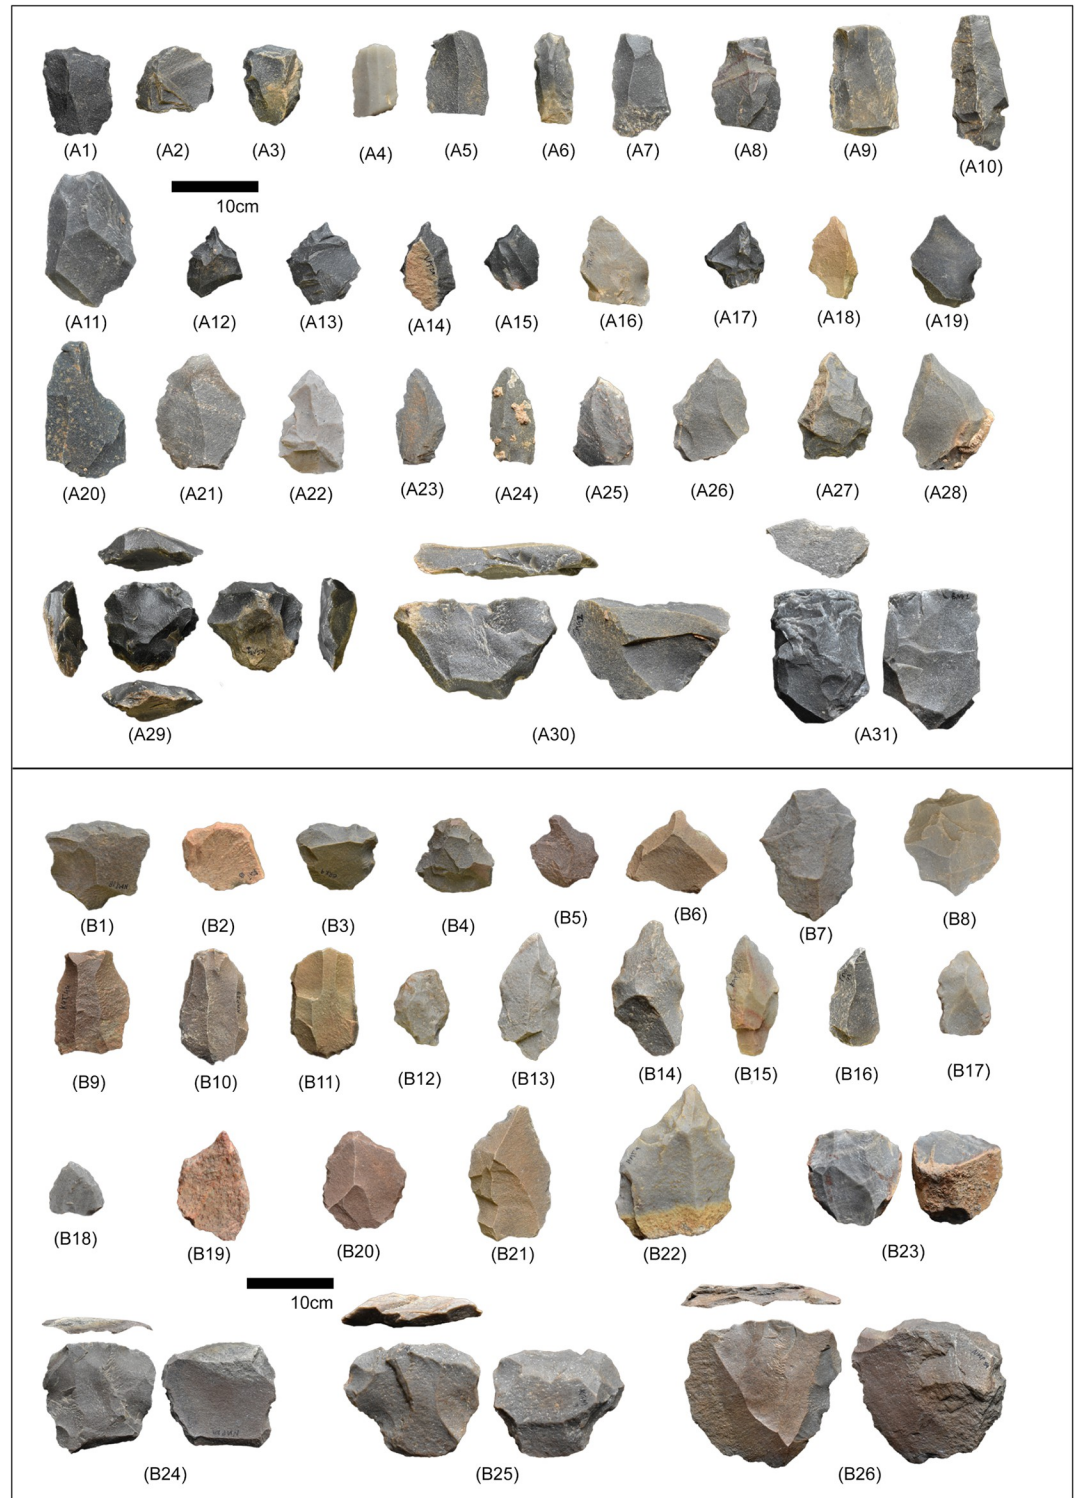 (A1) (A2) (A3) (A4) (A5) (A6) (A7) (A8) (A9) (A10)
10cm
(A11) (A12) (A13) (A14) (A15) (A16) (A17) (A18) (A19)
(A20) (A21) (A22) (A23) (A24) (A25) (A26) (A27) (A28)
(A29) (A30) (A31)
(B1) (B2) (B3) (B4) (B5) (B6) (B7) (B8)
(B9) (B10) (B11) (B12) (B13) (B14) (B15) (B16) (B17)
(B18) (B19) (B20) (B21) (B22) (B23)
10cm
(B24) (B25) (B26)